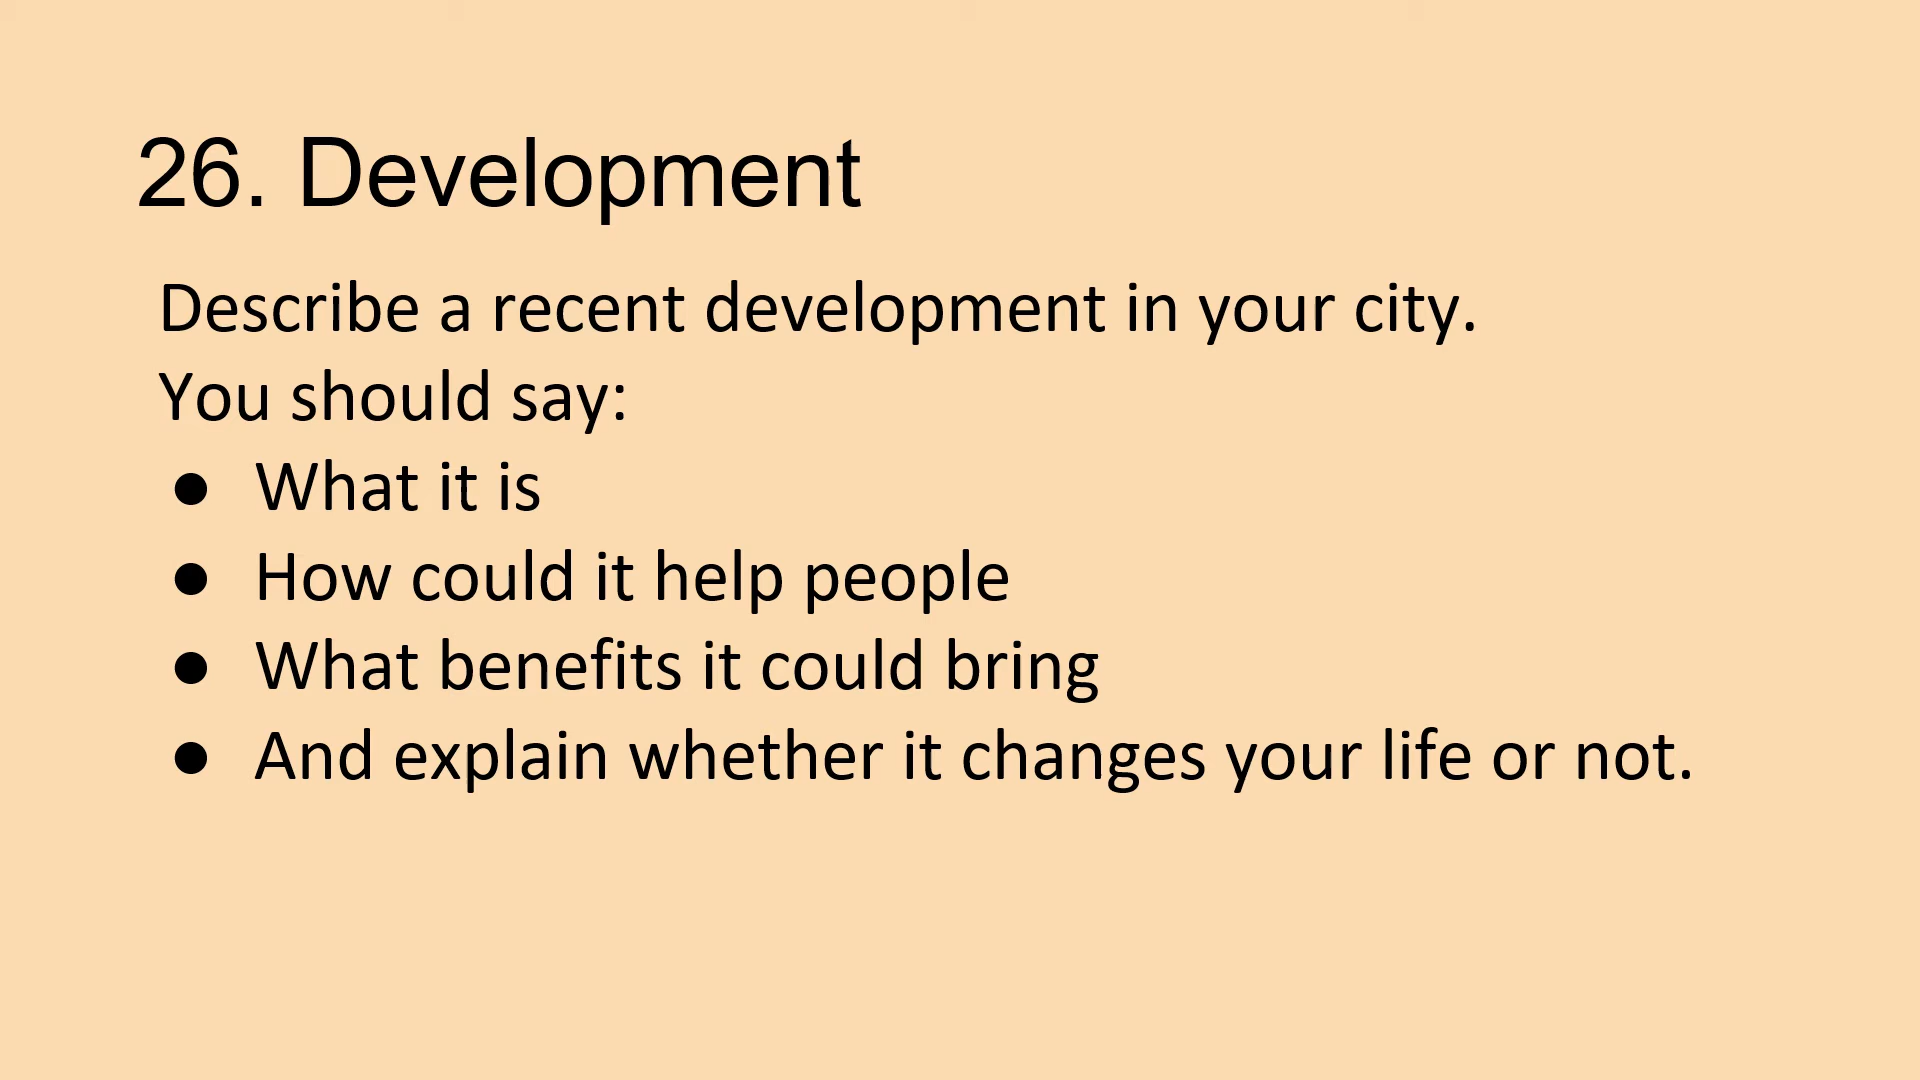 26. Development
Describe a recent development in your city.
You should say:
● What it is
● How could it help people
● What benefits it could bring
● And explain whether it changes your life or not.